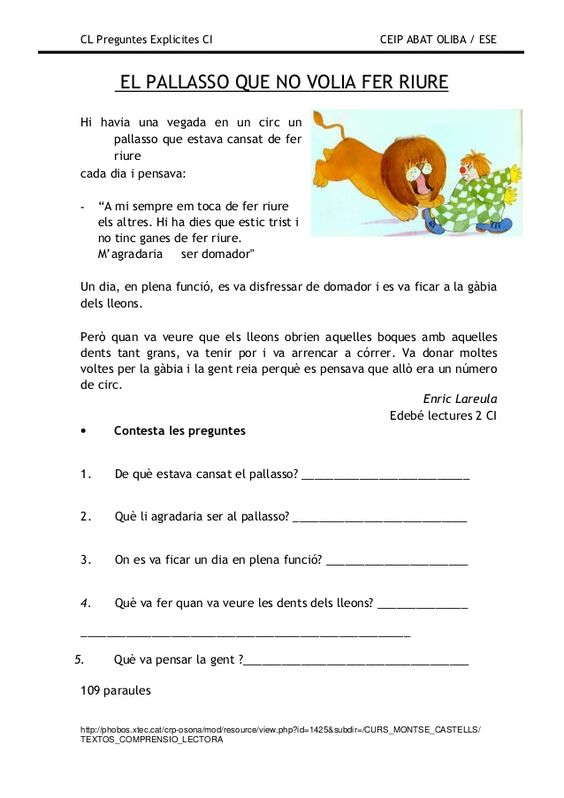 CL Preguntes Explicites CI CEIP ABAT OLIBA / ESE
EL PALLASSO QUE NO VOLIA FER RIURE
Hi havia una vegada en un circ un
pallasso que estava cansat de fer
riure
cada dia i pensava:
- “A mi sempre em toca de fer riure
els altres. Hi ha dies que estic trist i
no tinc ganes de fer riure.
M’agradaria ser domador"
Un dia, en plena funció, es va disfressar de domador i es va ficar a la gàbia
dels lleons.
Però quan va veure que els lleons obrien aquelles boques amb aquelles
dents tant grans, va tenir por i va arrencar a córrer. Va donar moltes
voltes per la gàbia i la gent reia perquè es pensava que allò era un número
de circ.
Enric Lareula
Edebé lectures 2 CI
• Contesta les preguntes
1. De què estava cansat el pallasso? ___________________________
2. Què li agradaria ser al pallasso? ____________________________
3. On es va ficar un dia en plena funció? _______________________
4. Què va fer quan va veure les dents dels lleons? _______________
_____________________________________________________
5. Què va pensar la gent ?____________________________________
109 paraules
http://phobos.xtec.cat/crp-osona/mod/resource/view.php?id=1425&subdir=/CURS_MONTSE_CASTELLS/
TEXTOS_COMPRENSIO_LECTORA